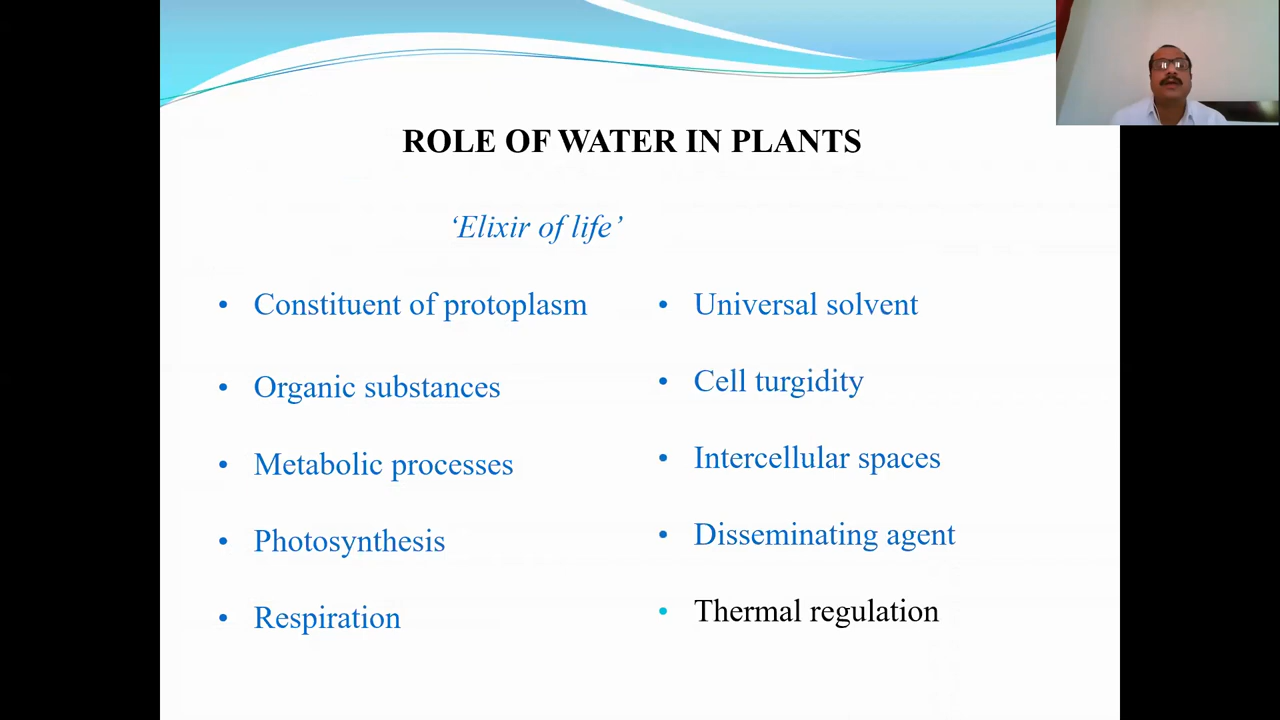 ROLE OF WATER IN PLANTS
‘Elixir of life’
• Constituent of protoplasm
• Organic substances
• Metabolic processes
• Photosynthesis
• Respiration
• Universal solvent
• Cell turgidity
• Intercellular spaces
• Disseminating agent
• Thermal regulation